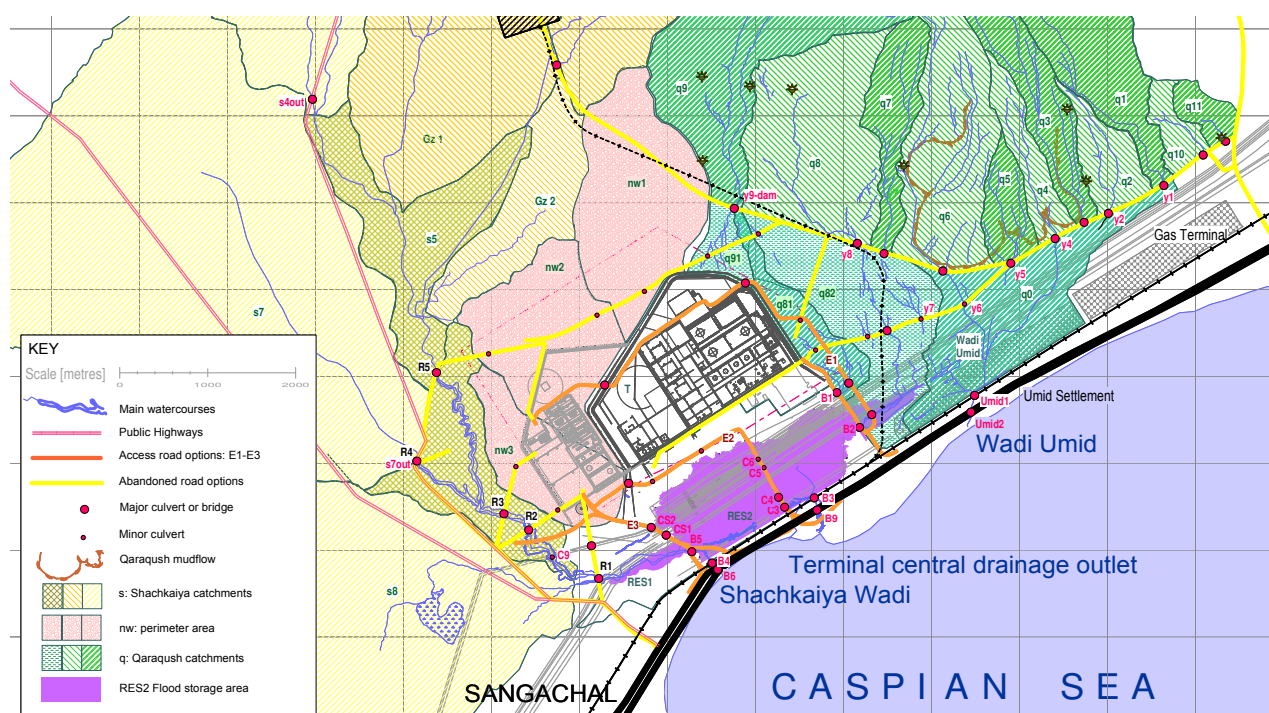 s4out
Gz 1
Gz 2
nw1
nw2
nw3
s5
s7
s8
q9
q8
q7
q6
q5
q4
q3
q2
q1
q11
q10
q0
q91
q81
q82
y9-dam
y8
y7
y6
y5
y4
y2
y1
Gas Terminal
Wadi
Umid
Umid1
Umid2
Umid Settlement
Wadi Umid
T
E1
B1
B2
E2
C6
C5
C4
C3
B3
B9
RES2
E3
CS2
CS1
B5
B4
B6
R5
R4
s7out
R3
R2
C9
R1
RES1
Terminal central drainage outlet
Shachkaiya Wadi
SANGACHAL
CASPIAN SEA
KEY
Scale [metres]
0 1000 2000
Main watercourses
Public Highways
Access road options: E1-E3
Abandoned road options
Major culvert or bridge
Minor culvert
Qaraqush mudflow
s: Shachkaiya catchments
nw: perimeter area
q: Qaraqush catchments
RES2 Flood storage area